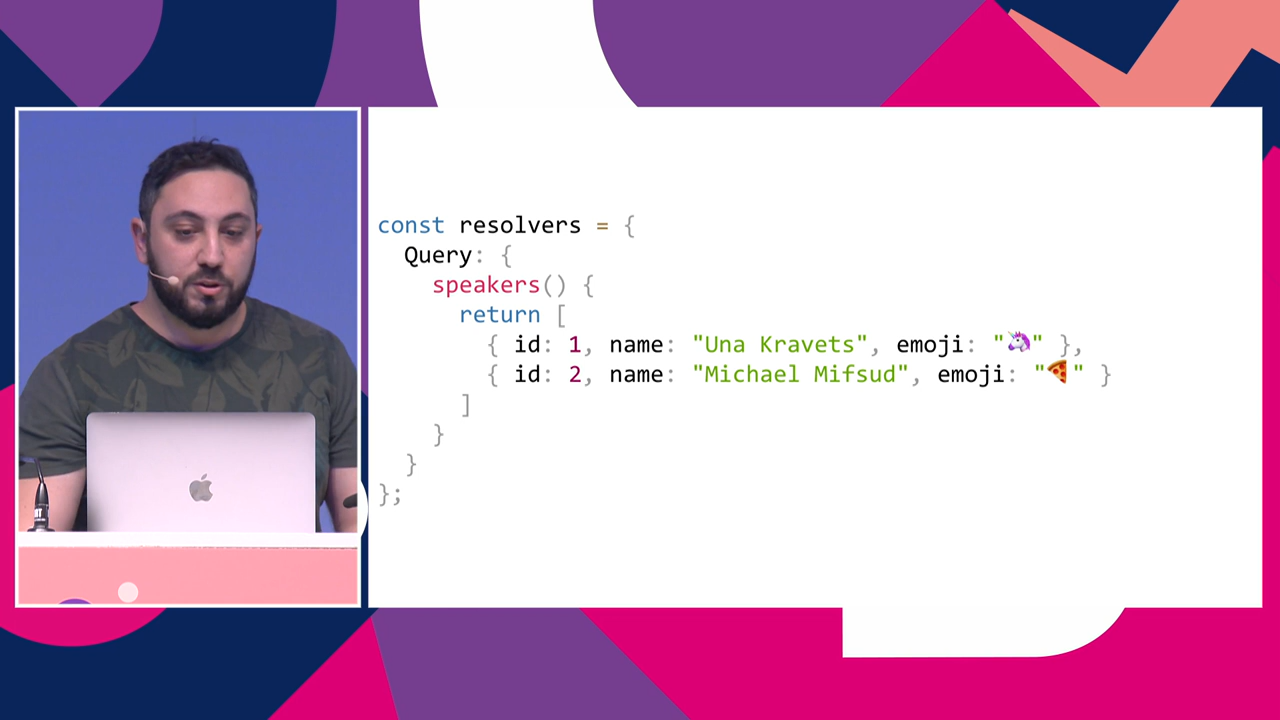 const resolvers = {
Query: {
speakers() {
return [
{ id: 1, name: "Una Kravets", emoji: "🦄" },
{ id: 2, name: "Michael Mifsud", emoji: "🍕" }
]
}
}
};